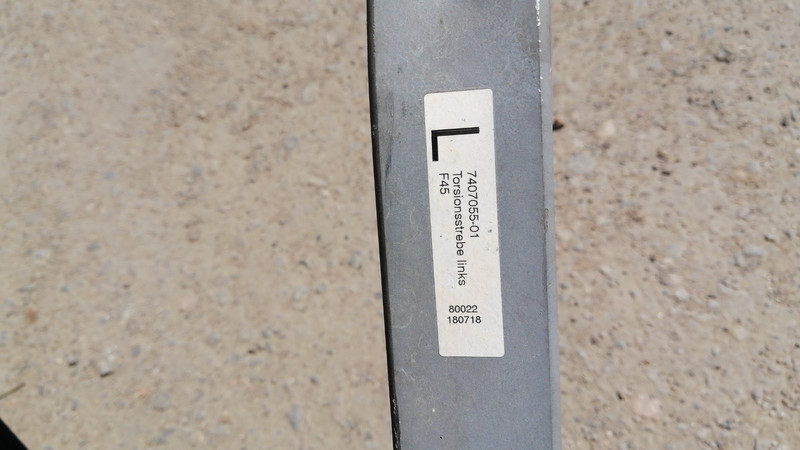 L
7407055-01
Torsionsstrebe links
F45
80022
180718